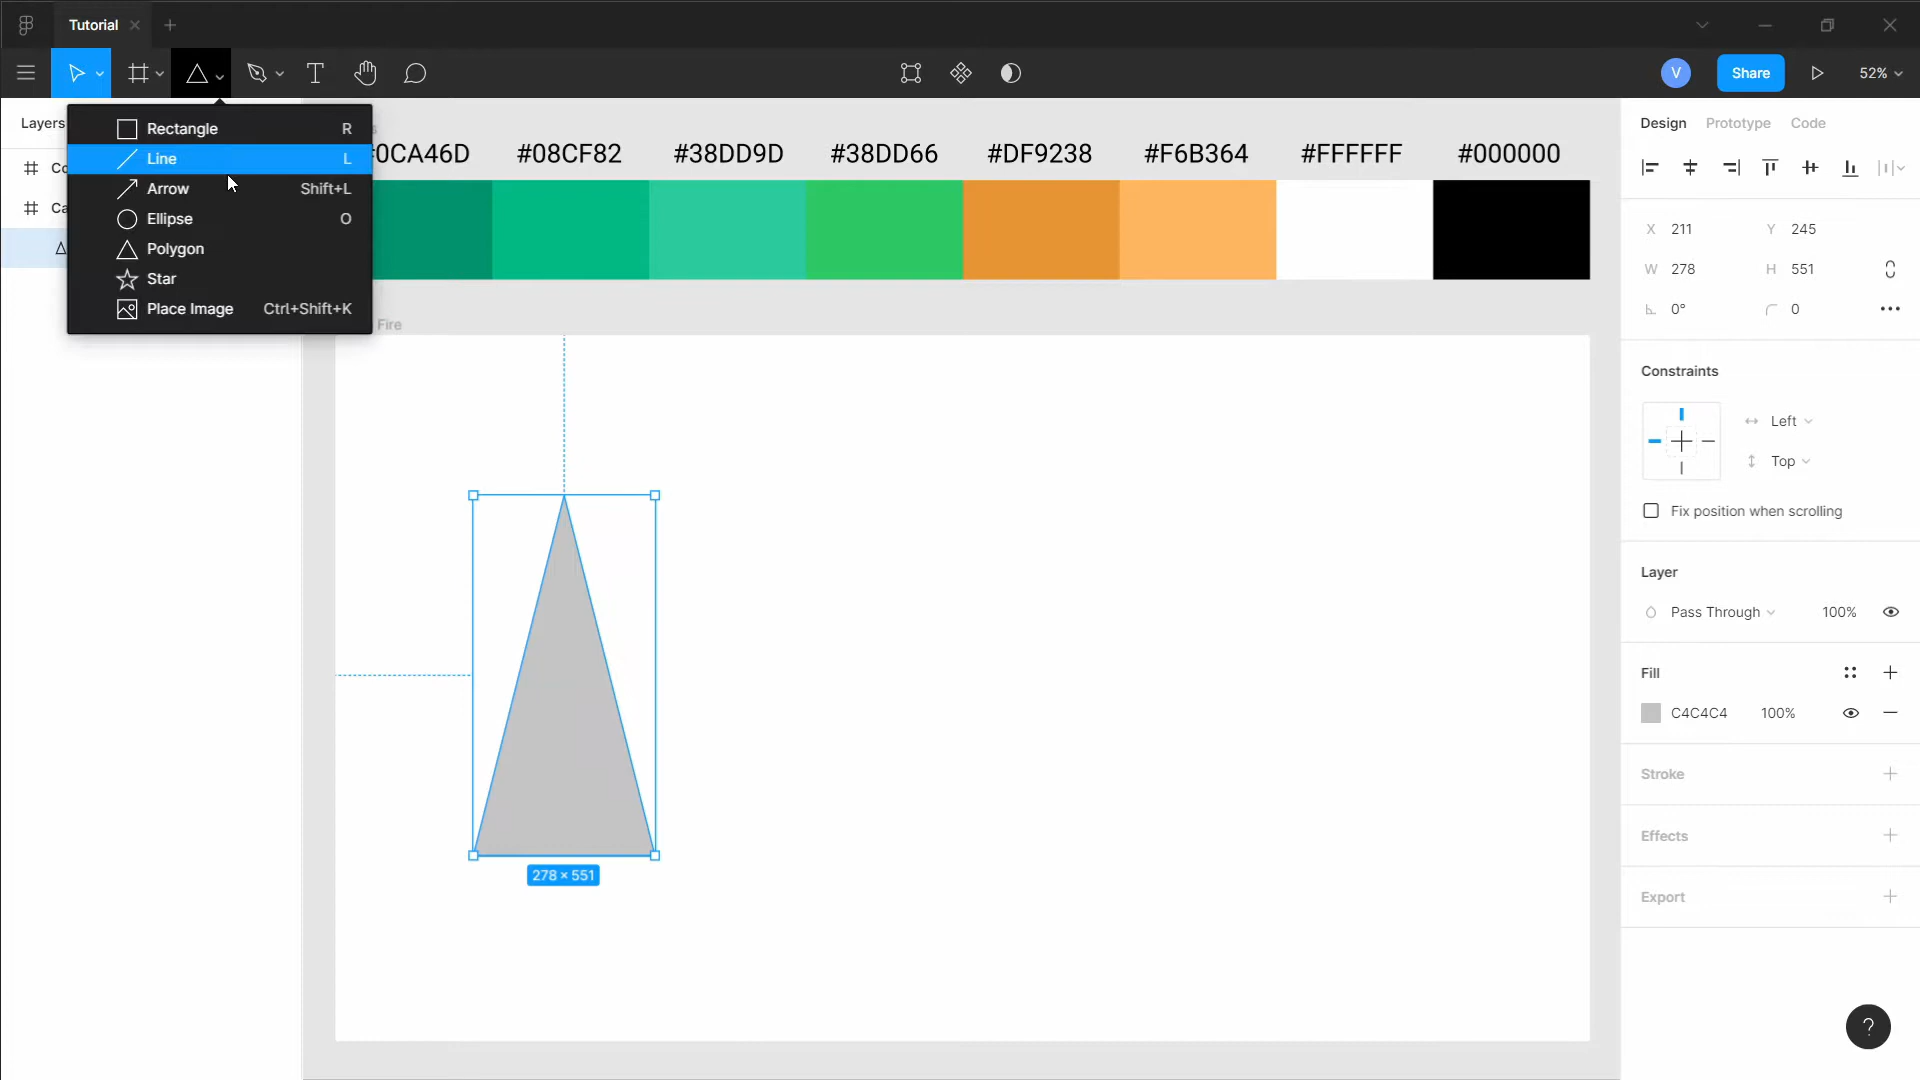 Tutorial
V
Share
52%
Layers
Rectangle R
Line L
Arrow Shift+L
Ellipse O
Polygon
Star
Place Image Ctrl+Shift+K
Co
Ca
#0CA46D #08CF82 #38DD9D #38DD66 #DF9238 #F6B364 #FFFFFF #000000
Fire
278 × 551
Design Prototype Code
X 211 Y 245
W 278 H 551
0° 0
Constraints
Left
Top
Fix position when scrolling
Layer
Pass Through 100%
Fill
C4C4C4 100%
Stroke
Effects
Export
?